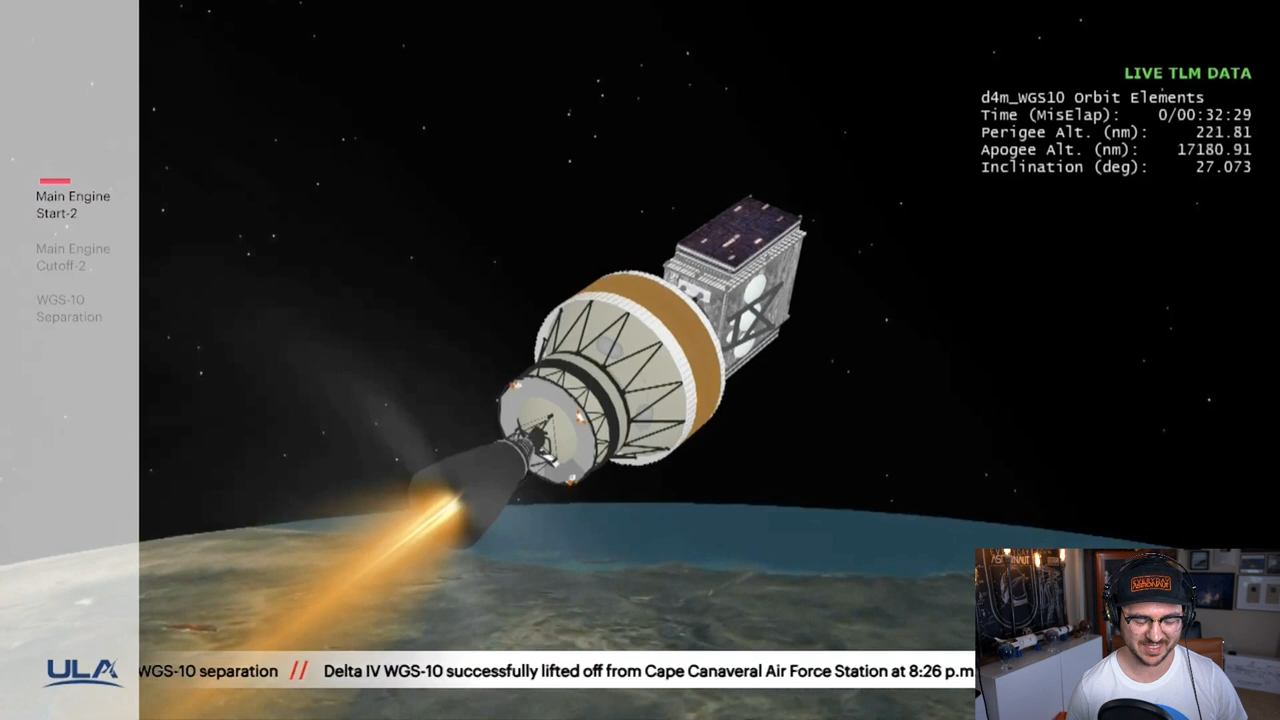 LIVE TLM DATA
d4m_WGS10 Orbit Elements
Time (MisElap): 0/00:32:29
Perigee Alt. (nm): 221.81
Apogee Alt. (nm): 17180.91
Inclination (deg): 27.073
Main Engine
Start-2
Main Engine
Cutoff-2
WGS-10
Separation
EVERYDAY
ASTRONAUT
ULA
WGS-10 separation // Delta IV WGS-10 successfully lifted off from Cape Canaveral Air Force Station at 8:26 p.m